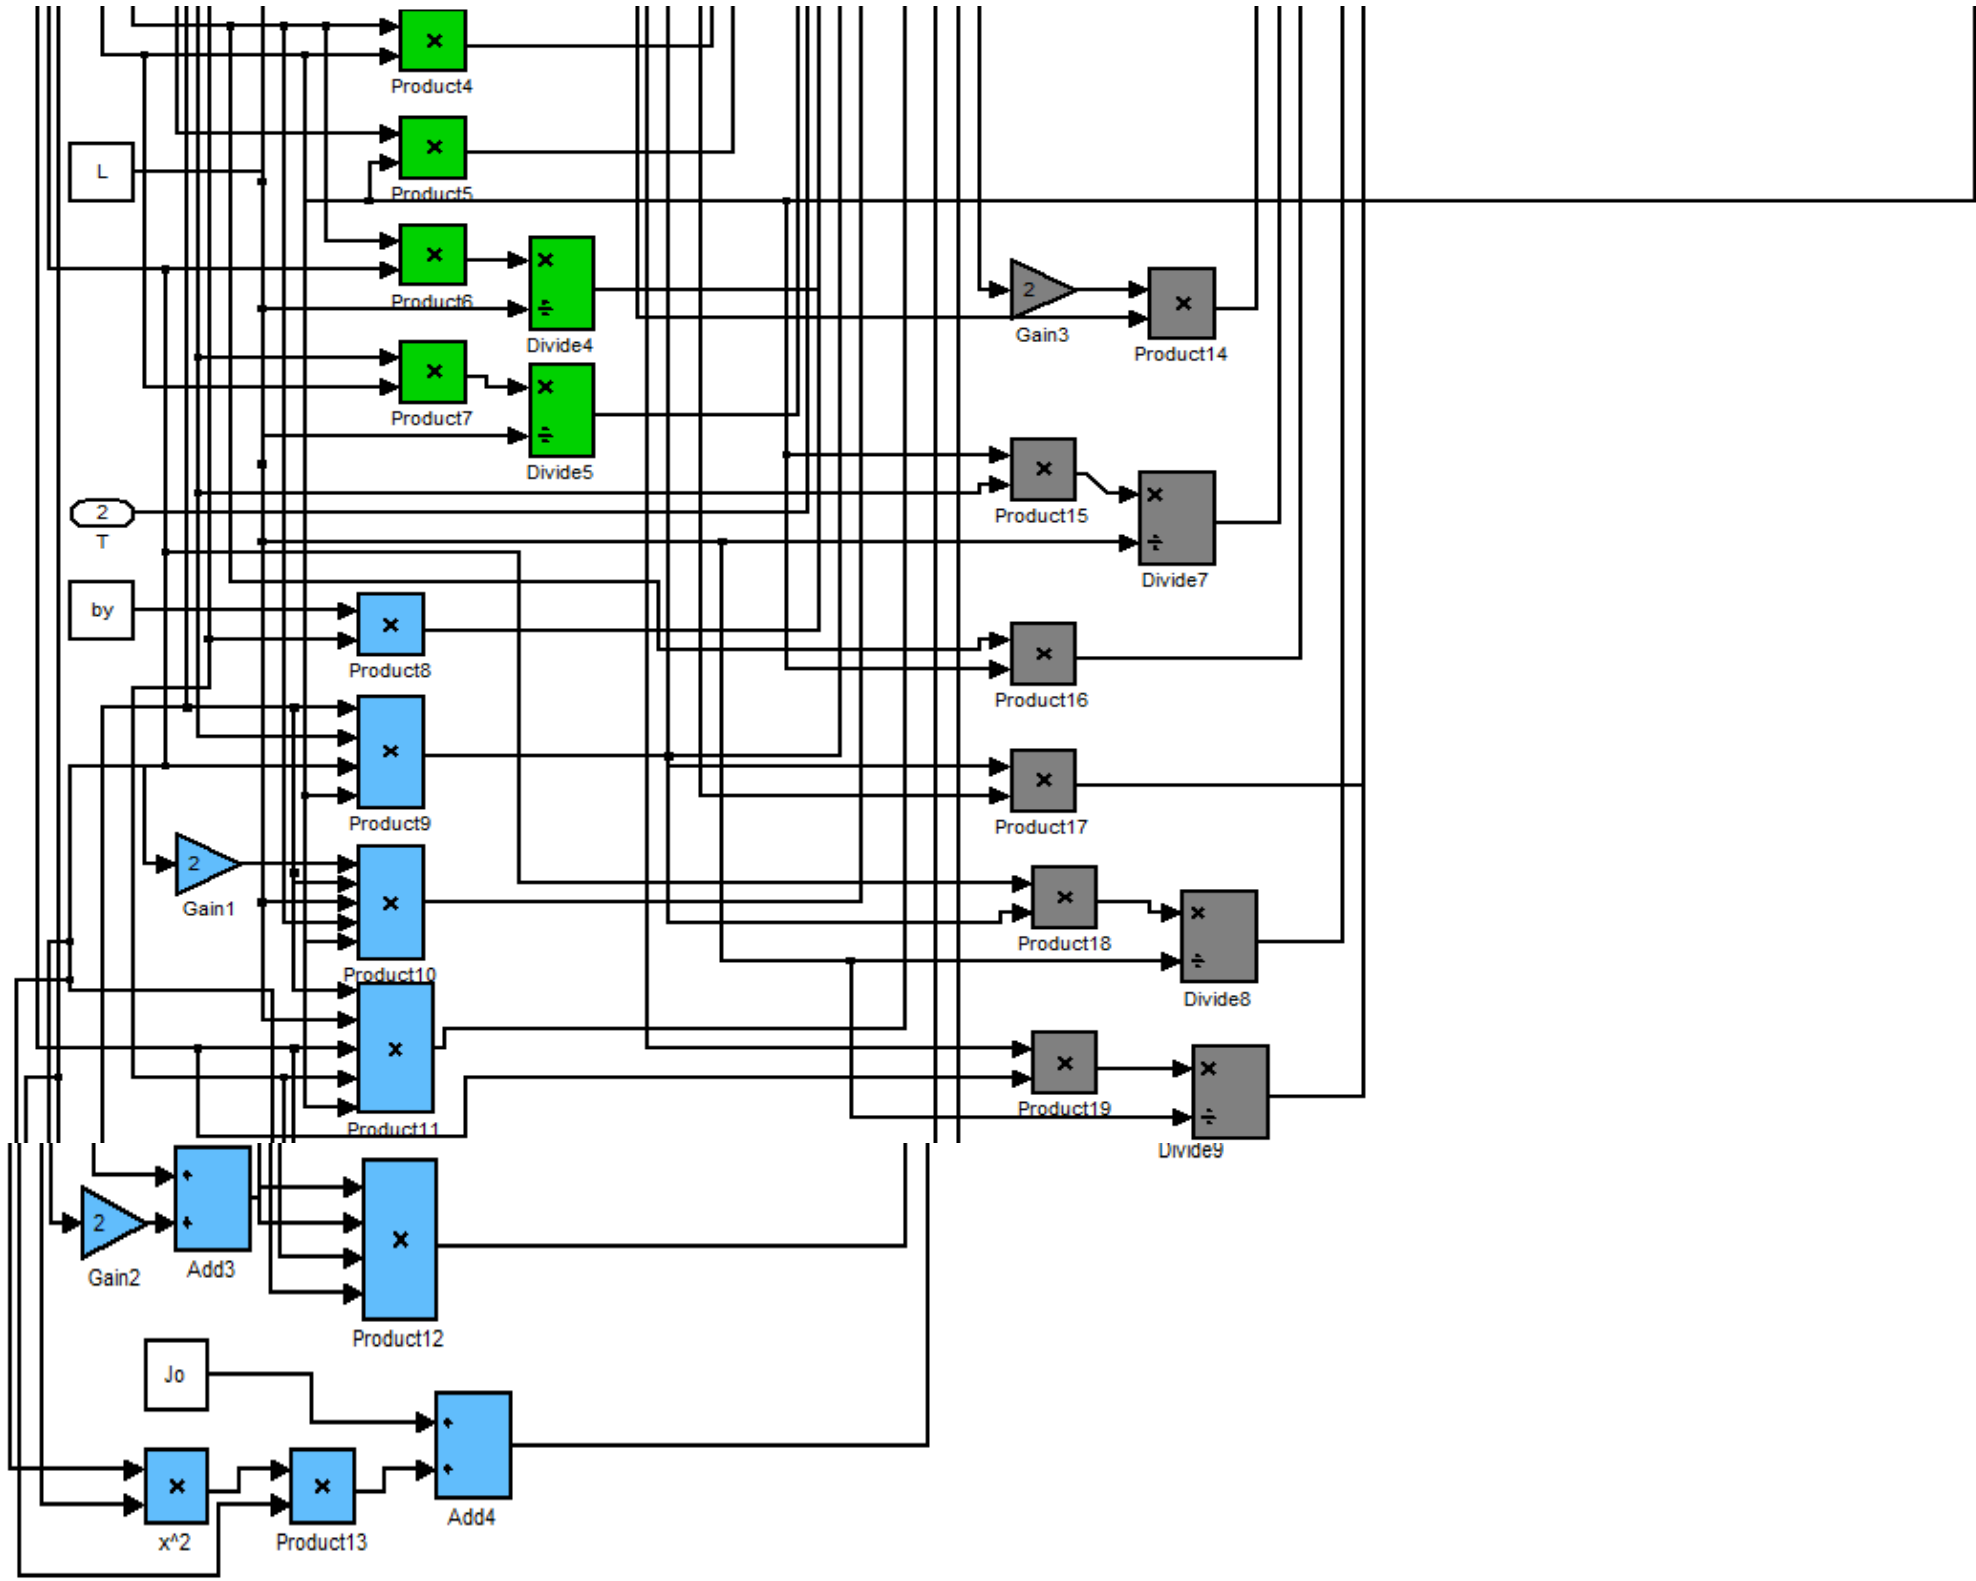 Product4
L
Product5
Product6
2
Gain3
Product14
Divide4
Product7
Divide5
2
T
Product15
Divide7
by
Product8
Product16
Product9
Product17
2
Gain1
Product10
Product18
Divide8
Product11
Product19
Divide9
2
Gain2
Add3
Product12
Jo
x^2
Product13
Add4